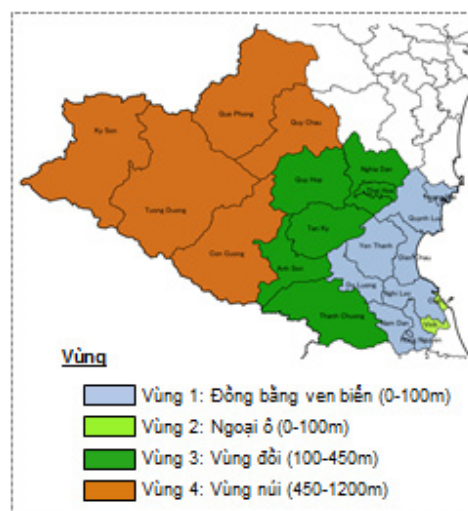 Que Phong
Ky Son
Quy Chau
Nghia Dan
Quy Hop
Tuong Duong
Quynh Luu
Tan Ky
Yen Thanh
Con Cuong
Anh Son
Do Luong
Nghi Loc
Thanh Chuong
Nam Dan
Vinh
Vùng
Vùng 1: Đồng bằng ven biển (0-100m)
Vùng 2: Ngoại ô (0-100m)
Vùng 3: Vùng đồi (100-450m)
Vùng 4: Vùng núi (450-1200m)